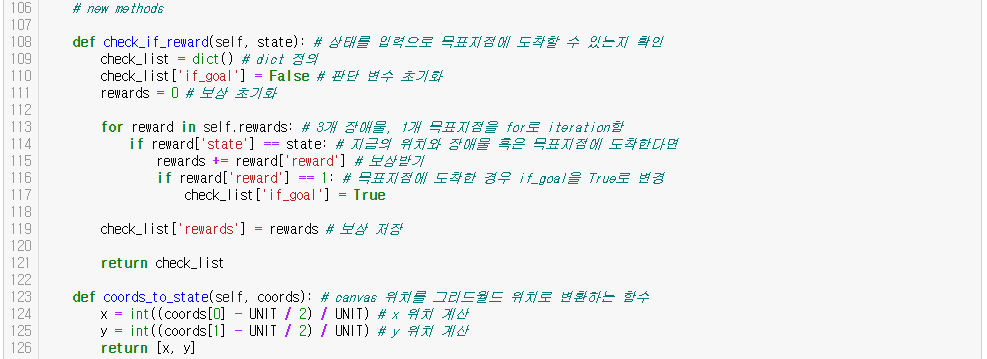 106 # new methods
107
108 def check_if_reward(self, state): # 상태를 입력으로 목표지점에 도착할 수 있는지 확인
109 check_list = dict() # dict 정의
110 check_list['if_goal'] = False # 판단 변수 초기화
111 rewards = 0 # 보상 초기화
112
113 for reward in self.rewards: # 3개 장애물, 1개 목표지점을 for로 iteration함
114 if reward['state'] == state: # 지금의 위치와 장애물 혹은 목표지점에 도착한다면
115 rewards += reward['reward'] # 보상받기
116 if reward['reward'] == 1: # 목표지점에 도착한 경우 if_goal을 True로 변경
117 check_list['if_goal'] = True
118
119 check_list['rewards'] = rewards # 보상 저장
120
121 return check_list
122
123 def coords_to_state(self, coords): # canvas 위치를 그리드월드 위치로 변환하는 함수
124 x = int((coords[0] - UNIT / 2) / UNIT) # x 위치 계산
125 y = int((coords[1] - UNIT / 2) / UNIT) # y 위치 계산
126 return [x, y]